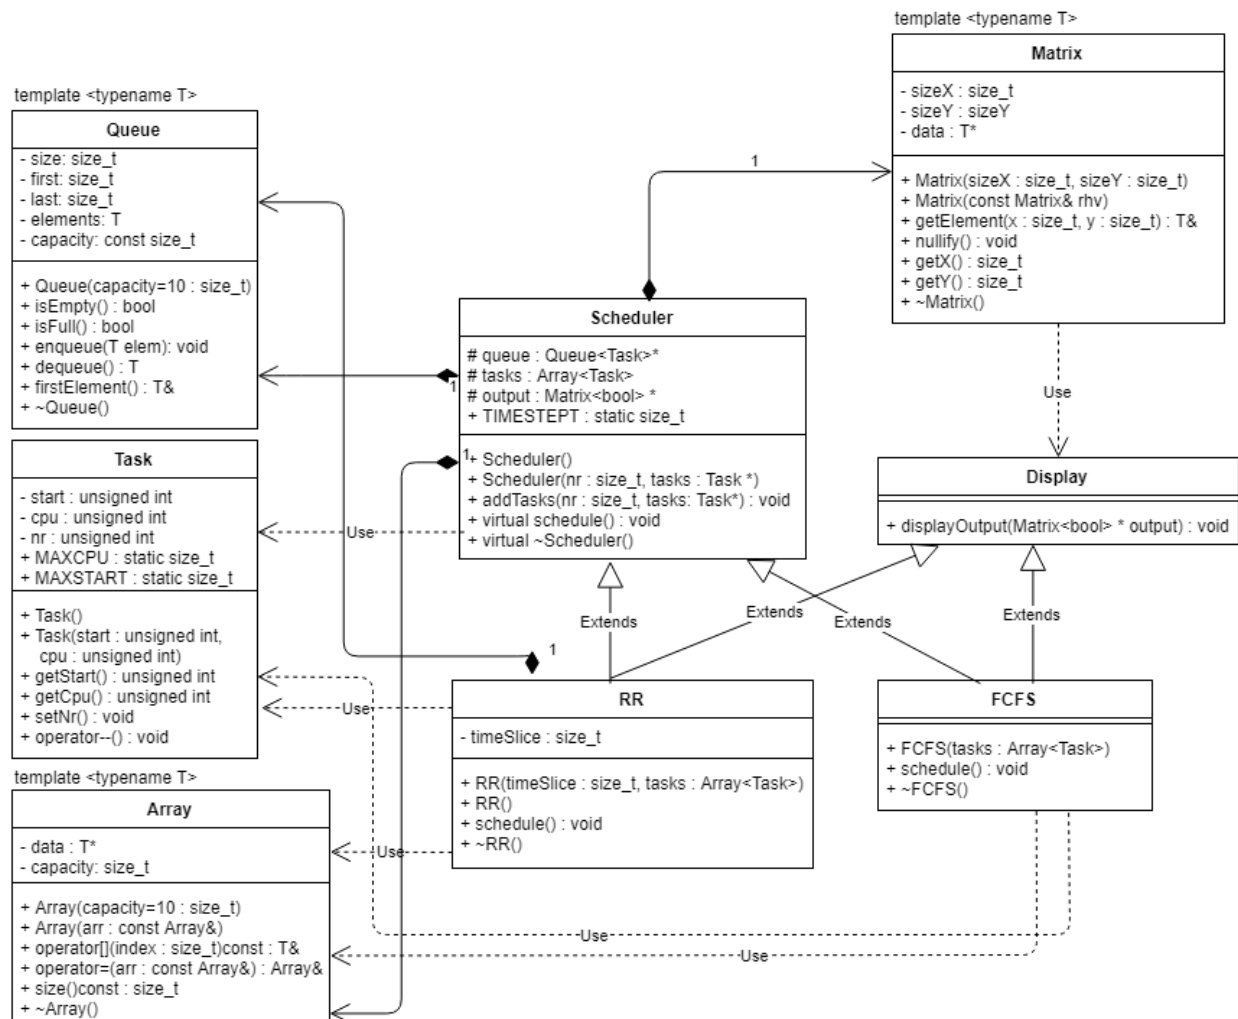 template <typename T>
Matrix
- sizeX : size_t
- sizeY : sizeY
- data : T*
+ Matrix(sizeX : size_t, sizeY : size_t)
+ Matrix(const Matrix& rhv)
+ getElement(x : size_t, y : size_t) : T&
+ nullify() : void
+ getX() : size_t
+ getY() : size_t
+ ~Matrix()
template <typename T>
Queue
- size: size_t
- first: size_t
- last: size_t
- elements: T
- capacity: const size_t
+ Queue(capacity=10 : size_t)
+ isEmpty() : bool
+ isFull() : bool
+ enqueue(T elem): void
+ dequeue() : T
+ firstElement() : T&
+ ~Queue()
1
Scheduler
# queue : Queue<Task>*
# tasks : Array<Task>
# output : Matrix<bool> *
+ TIMESTEPT : static size_t
+ Scheduler()
+ Scheduler(nr : size_t, tasks : Task *)
+ addTasks(nr : size_t, tasks: Task*) : void
+ virtual schedule() : void
+ virtual ~Scheduler()
1
1
Use
Task
- start : unsigned int
- cpu : unsigned int
- nr : unsigned int
+ MAXCPU : static size_t
+ MAXSTART : static size_t
+ Task()
+ Task(start : unsigned int,
cpu : unsigned int)
+ getStart() : unsigned int
+ getCpu() : unsigned int
+ setNr() : void
+ operator--() : void
Use
Display
+ displayOutput(Matrix<bool> * output) : void
Extends
Extends
Extends
Extends
1
Use
RR
- timeSlice : size_t
+ RR(timeSlice : size_t, tasks : Array<Task>)
+ RR()
+ schedule() : void
+ ~RR()
FCFS
+ FCFS(tasks : Array<Task>)
+ schedule() : void
+ ~FCFS()
template <typename T>
Array
- data : T*
- capacity: size_t
+ Array(capacity=10 : size_t)
+ Array(arr : const Array&)
+ operator[](index : size_t)const : T&
+ operator=(arr : const Array&) : Array&
+ size()const : size_t
+ ~Array()
Use
Use
Use